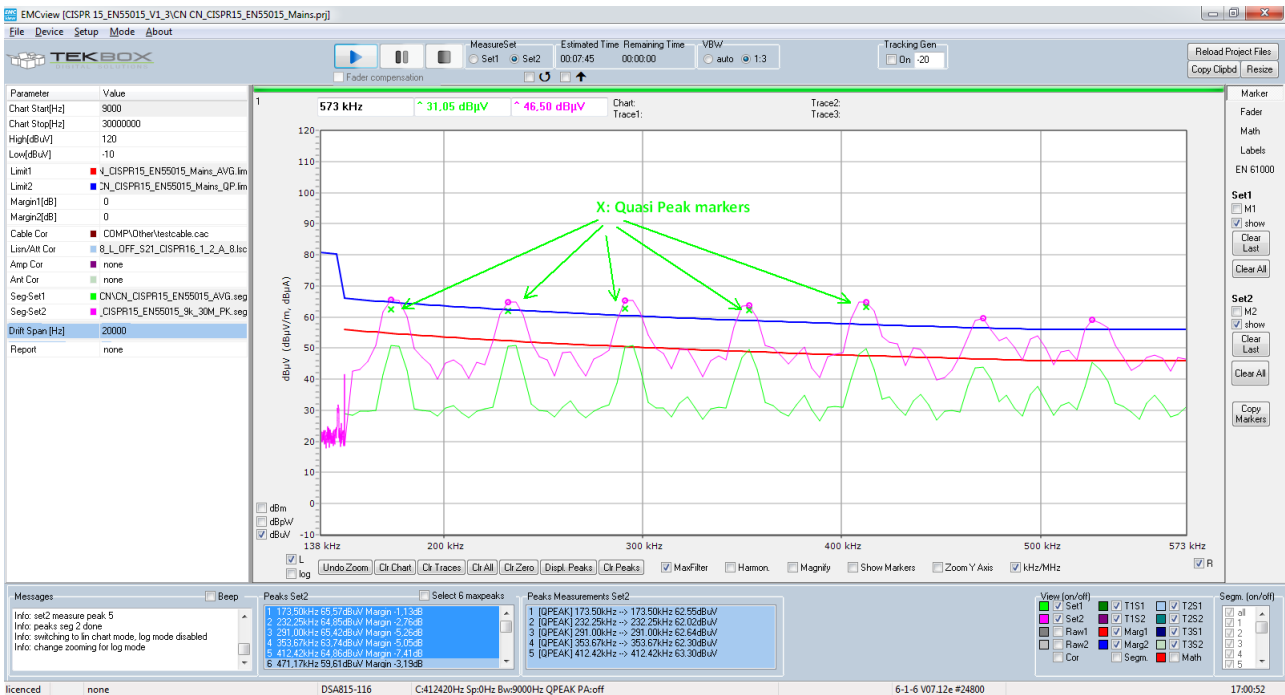 EMCview [CISPR 15_EN55015_V1_3\CN CN_CISPR15_EN55015_Mains.prj]
File Device Setup Mode About
TEKBOX
DIGITAL SOLUTIONS
Fader compensation
MeasureSet
Set1 Set2
Estimated Time Remaining Time
00:07:45 00:00:00
VBW
auto 1:3
Tracking Gen
On -20
Reload Project Files
Copy Clipbd Resize
Parameter Value
Chart Start[Hz] 9000
Chart Stop[Hz] 30000000
High[dBuV] 120
Low[dBuV] -10
Limit1 N_CISPR15_EN55015_Mains_AVG.lim
Limit2 CN_CISPR15_EN55015_Mains_QP.lim
Margin1[dB] 0
Margin2[dB] 0
Cable Cor COMP\Other\testcable.cac
Lisn/Att Cor 8_L_OFF_S21_CISPR16_1_2_A_8.lsc
Amp Cor none
Ant Cor none
Seg-Set1 CN\CN_CISPR15_EN55015_AVG.seg
Seg-Set2 _CISPR15_EN55015_9k_30M_PK.seg
Drift Span [Hz] 20000
Report none
1
573 kHz
^ 31,05 dBµV
^ 46,50 dBµV
Chart:
Trace1:
Trace2:
Trace3:
X: Quasi Peak markers
dBµV (dBµV/m, dBµA)
120
110
100
90
80
70
60
50
40
30
20
10
0
-10
138 kHz 200 kHz 300 kHz 400 kHz 500 kHz 573 kHz
dBm
dBpW
dBuV
L
log
Undo Zoom Clr Chart Clr Traces Clr All Clr Zero Displ. Peaks Clr Peaks MaxFilter Harmon. Magnify Show Markers Zoom Y Axis kHz/MHz R
Marker
Fader
Math
Labels
EN 61000
Set1
M1
show
Clear Last
Clear All
Set2
M2
show
Clear Last
Clear All
Copy Markers
Messages Beep
Info: set2 measure peak 5
Info: peaks seg 2 done
Info: switching to lin chart mode, log mode disabled
Info: change zooming for log mode
Peaks Set2 Select 6 maxpeaks
1 173,50kHz 65,57dBuV Margin -1,13dB
2 232,25kHz 64,85dBuV Margin -2,76dB
3 291,00kHz 65,42dBuV Margin -5,26dB
4 353,67kHz 63,74dBuV Margin -5,05dB
5 412,42kHz 64,86dBuV Margin -7,41dB
6 471,17kHz 59,61dBuV Margin -3,19dB
Peaks Measurements Set2
1 [QPEAK] 173.50kHz --> 173.50kHz 62.55dBuV
2 [QPEAK] 232.25kHz --> 232.25kHz 62.02dBuV
3 [QPEAK] 291.00kHz --> 291.00kHz 62.64dBuV
4 [QPEAK] 353.67kHz --> 353.67kHz 62.30dBuV
5 [QPEAK] 412.42kHz --> 412.42kHz 63.30dBuV
View (on/off)
Set1 T1S1 T2S1
Set2 T1S2 T2S2
Raw1 Marg1 T3S1
Raw2 Marg2 T3S2
Cor Segm. Math
Segm. (on/off)
all
1
2
3
4
5
licenced none DSA815-116 C:412420Hz Sp:0Hz Bw:9000Hz QPEAK PA:off 6-1-6 V07.12e #24800 17:00:52